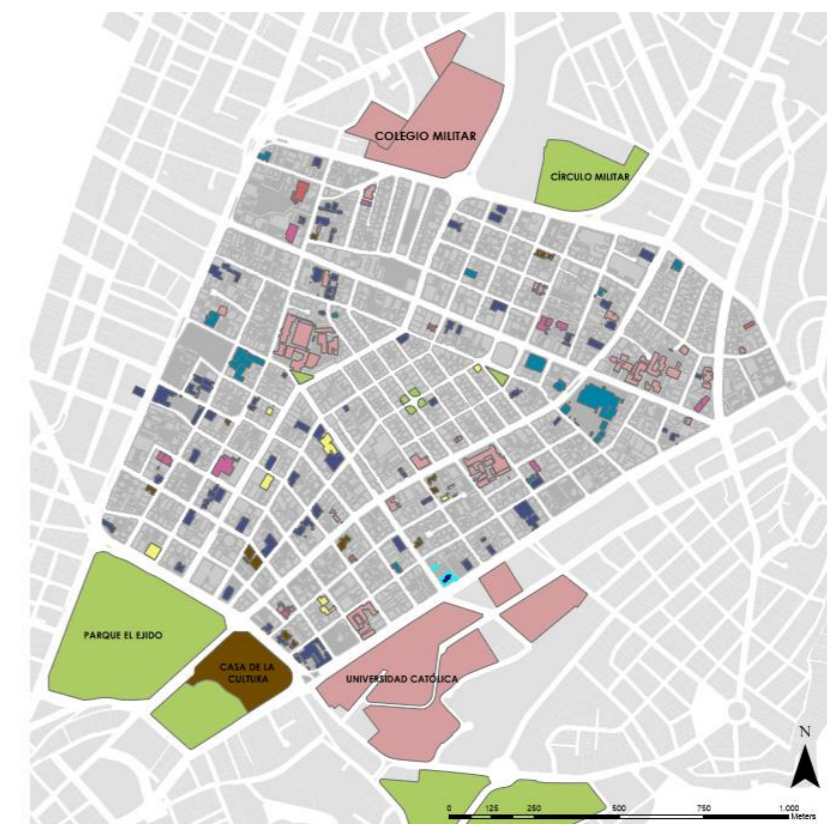 COLEGIO MILITAR
CÍRCULO MILITAR
PARQUE EL EJIDO
CASA DE LA
CULTURA
UNIVERSIDAD CATÓLICA
N
0 125 250 500 750 1.000
Meters